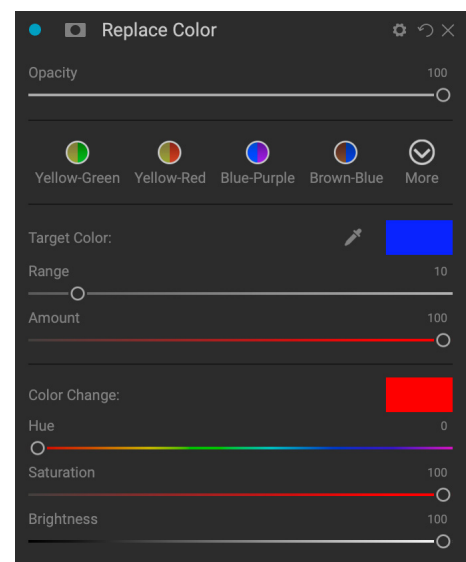 Replace Color
Opacity 100
Yellow-Green Yellow-Red Blue-Purple Brown-Blue More
Target Color:
Range 10
Amount 100
Color Change:
Hue 0
Saturation 100
Brightness 100